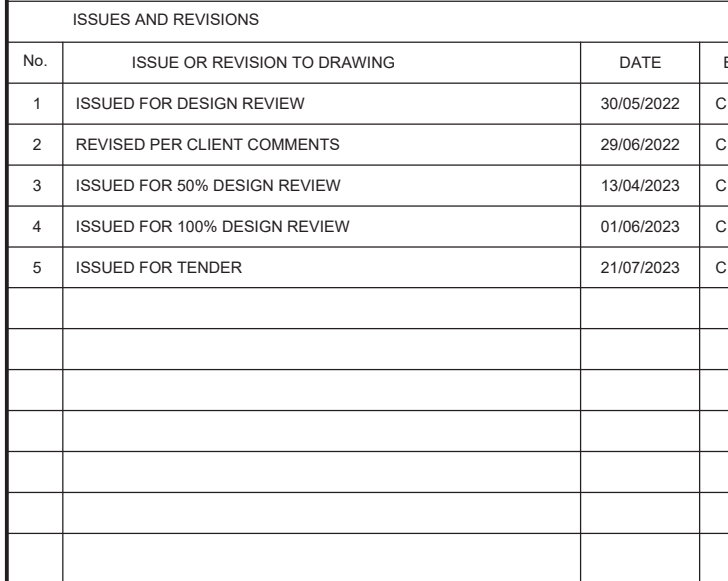 ISSUES AND REVISIONS
No. ISSUE OR REVISION TO DRAWING DATE
1 ISSUED FOR DESIGN REVIEW 30/05/2022 C
2 REVISED PER CLIENT COMMENTS 29/06/2022 C
3 ISSUED FOR 50% DESIGN REVIEW 13/04/2023 C
4 ISSUED FOR 100% DESIGN REVIEW 01/06/2023 C
5 ISSUED FOR TENDER 21/07/2023 C